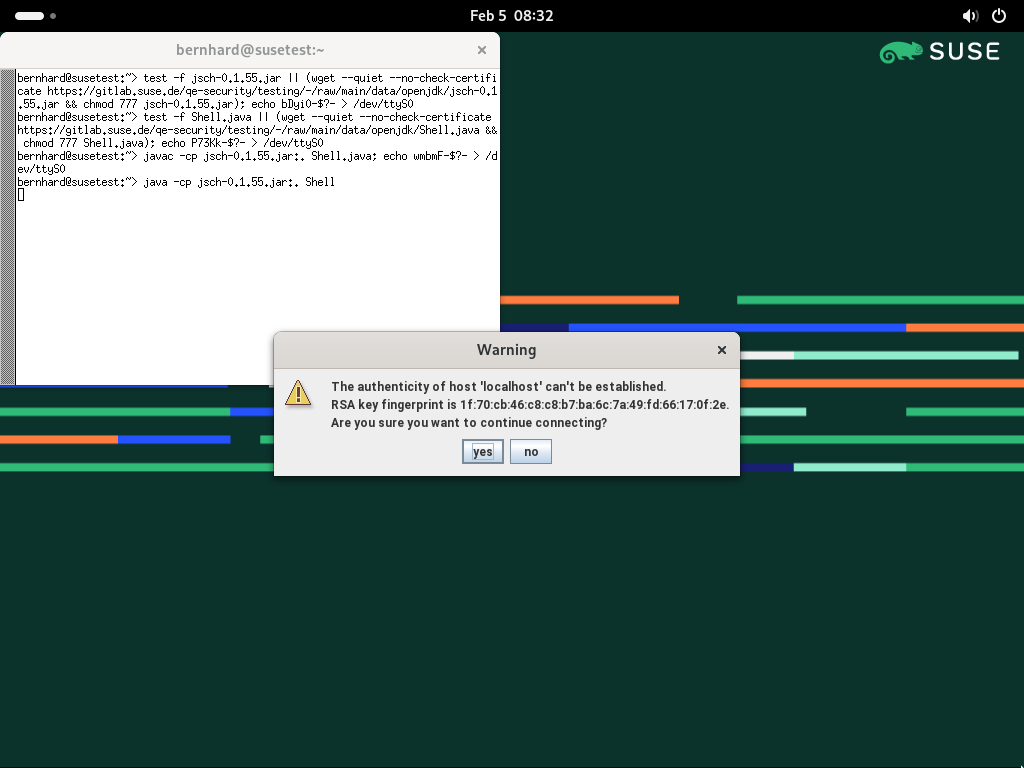 Feb 5 08:32
bernhard@susetest:~
SUSE
bernhard@susetest:~> test -f jsch-0.1.55.jar || (wget --quiet --no-check-certifi
cate https://gitlab.suse.de/qe-security/testing/-/raw/main/data/openjdk/jsch-0.1
.55.jar && chmod 777 jsch-0.1.55.jar); echo bDyi0-$?- > /dev/ttyS0
bernhard@susetest:~> test -f Shell.java || (wget --quiet --no-check-certificate
https://gitlab.suse.de/qe-security/testing/-/raw/main/data/openjdk/Shell.java &&
chmod 777 Shell.java); echo P73Kk-$?- > /dev/ttyS0
bernhard@susetest:~> javac -cp jsch-0.1.55.jar:. Shell.java; echo wmbmF-$?- > /d
ev/ttyS0
bernhard@susetest:~> java -cp jsch-0.1.55.jar:. Shell
Warning
The authenticity of host 'localhost' can't be established.
RSA key fingerprint is 1f:70:cb:46:c8:c8:b7:ba:6c:7a:49:fd:66:17:0f:2e.
Are you sure you want to continue connecting?
yes
no